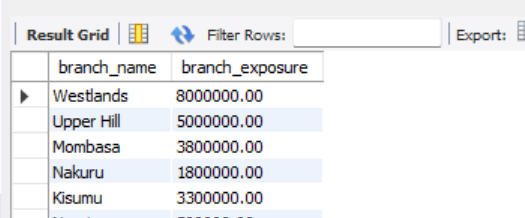 Result Grid Filter Rows: Export:
branch_name branch_exposure
Westlands 8000000.00
Upper Hill 5000000.00
Mombasa 3800000.00
Nakuru 1800000.00
Kisumu 3300000.00